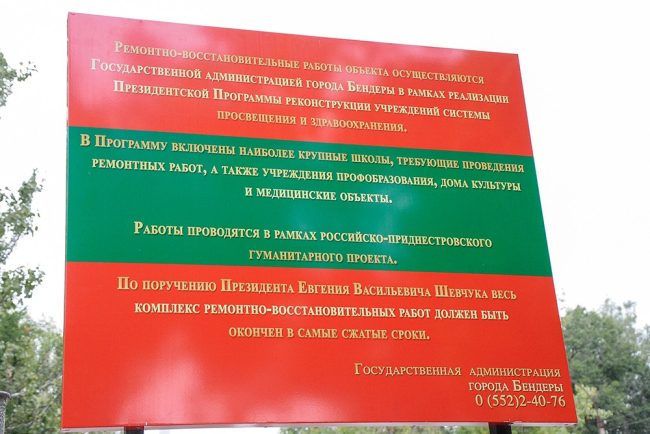 Ремонтно-восстановительные работы объекта осуществляются
Государственной администрацией города Бендеры в рамках реализации
Президентской Программы реконструкции учреждений системы
просвещения и здравоохранения.
В Программу включены наиболее крупные школы, требующие проведения
ремонтных работ, а также учреждения профобразования, дома культуры
и медицинские объекты.
Работы проводятся в рамках российско-приднестровского
гуманитарного проекта.
По поручению Президента Евгения Васильевича Шевчука весь
комплекс ремонтно-восстановительных работ должен быть
окончен в самые сжатые сроки.
Государственная администрация
города Бендеры
0 (552)2-40-76